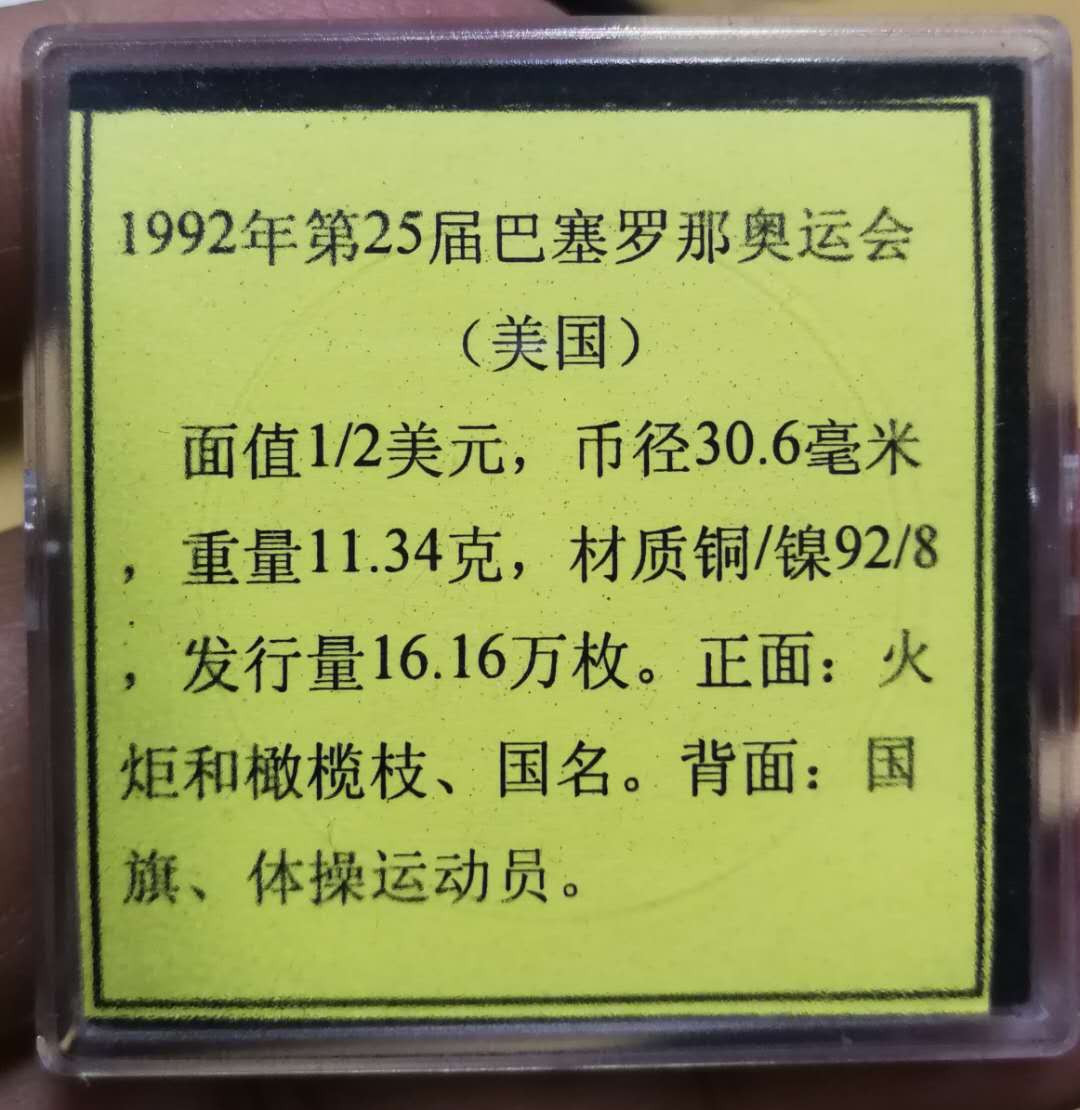 1992年第25届巴塞罗那奥运会
（美国）
面值1/2美元，币径30.6毫米
，重量11.34克，材质铜/镍92/8
，发行量16.16万枚。正面：火
炬和橄榄枝、国名。背面：国
旗、体操运动员。